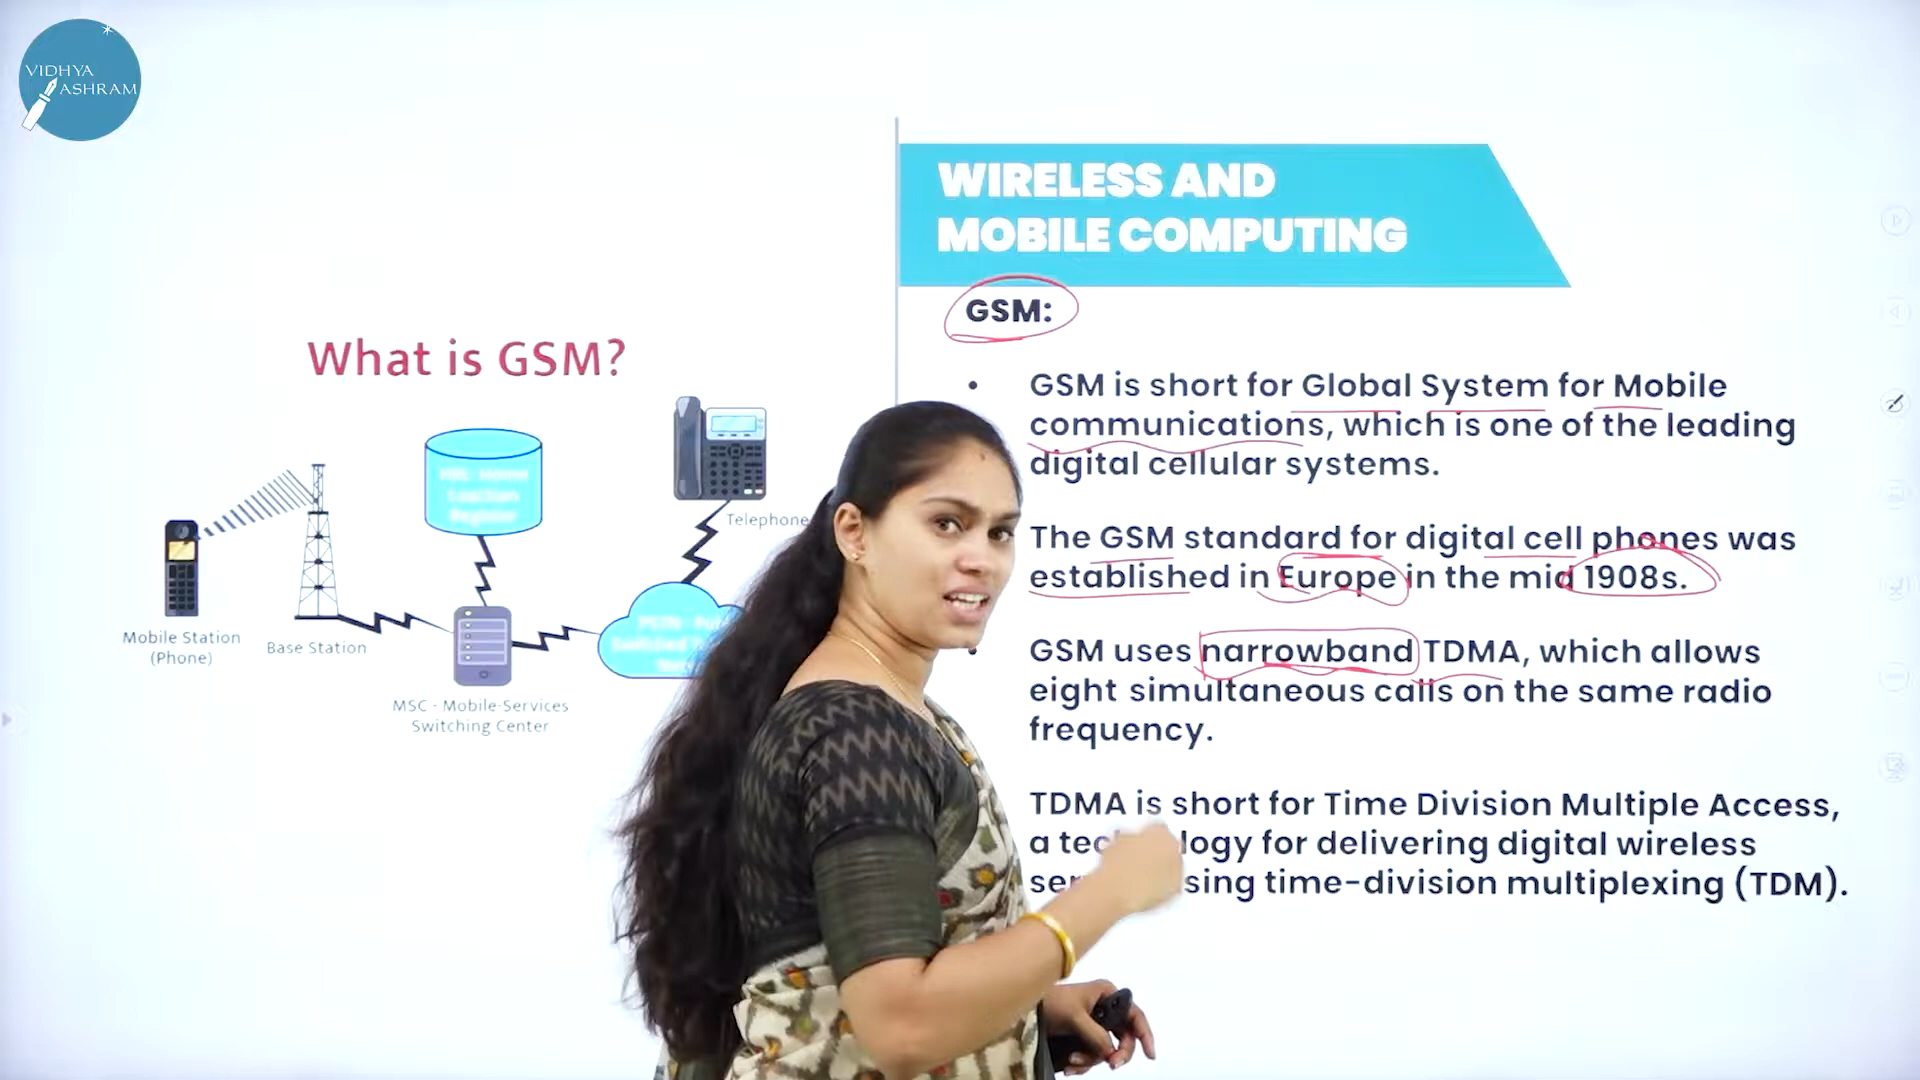 VIDHYA
ASHRAM
WIRELESS AND
MOBILE COMPUTING
GSM:
• GSM is short for Global System for Mobile
communications, which is one of the leading
digital cellular systems.
The GSM standard for digital cell phones was
established in Europe in the mid 1908s.
• GSM uses narrowband TDMA, which allows
eight simultaneous calls on the same radio
frequency.
TDMA is short for Time Division Multiple Access,
a logy for delivering digital wireless
sing time-division multiplexing (TDM).
What is GSM?
Telephone
Mobile Station
(Phone)
Base Station
MSC - Mobile-Services
Switching Center